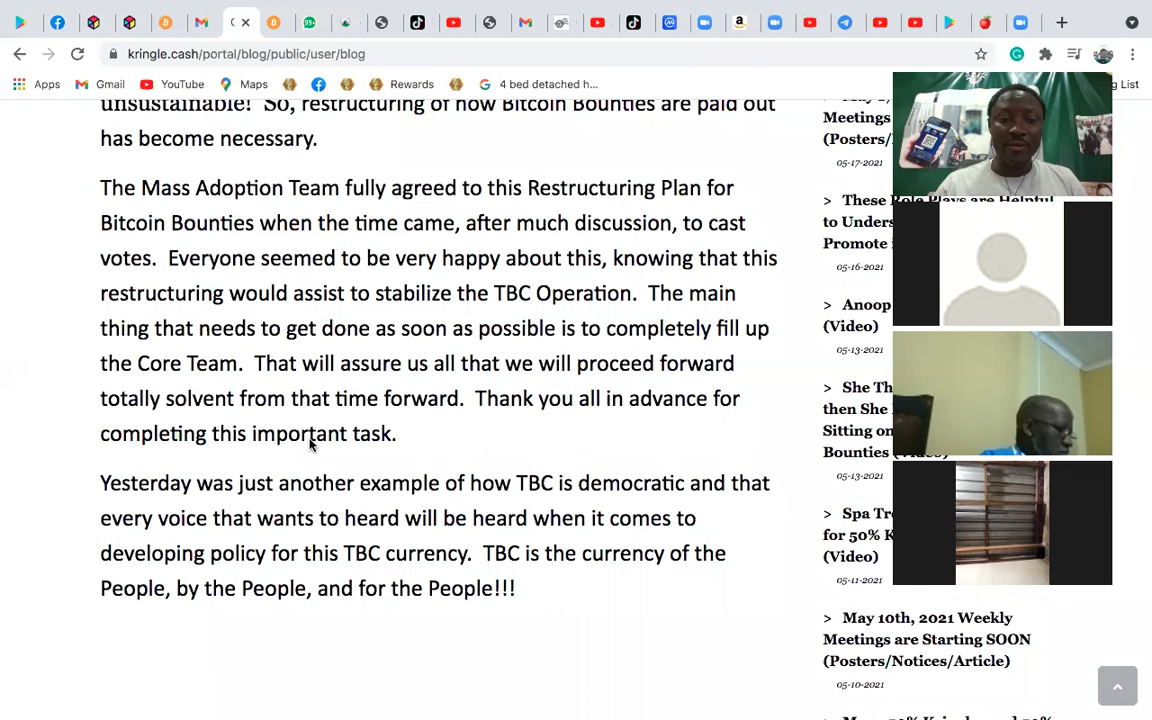 kringle.cash/portal/blog/public/user/blog
Apps
Gmail
YouTube
Maps
Rewards
4 bed detached h...
g List
unsustainable! So, restructuring of how Bitcoin Bounties are paid out
has become necessary.
The Mass Adoption Team fully agreed to this Restructuring Plan for
Bitcoin Bounties when the time came, after much discussion, to cast
votes. Everyone seemed to be very happy about this, knowing that this
restructuring would assist to stabilize the TBC Operation. The main
thing that needs to get done as soon as possible is to completely fill up
the Core Team. That will assure us all that we will proceed forward
totally solvent from that time forward. Thank you all in advance for
completing this important task.
Yesterday was just another example of how TBC is democratic and that
every voice that wants to heard will be heard when it comes to
developing policy for this TBC currency. TBC is the currency of the
People, by the People, and for the People!!!
Meetings
(Posters/
05-17-2021
> These Role Plays are Helpful
to Unders
Promote
05-16-2021
> Anoop
(Video)
05-13-2021
> She Th
then She
Sitting on
Bounties (Video)
05-13-2021
> Spa Tr
for 50% K
(Video)
05-11-2021
> May 10th, 2021 Weekly
Meetings are Starting SOON
(Posters/Notices/Article)
05-10-2021